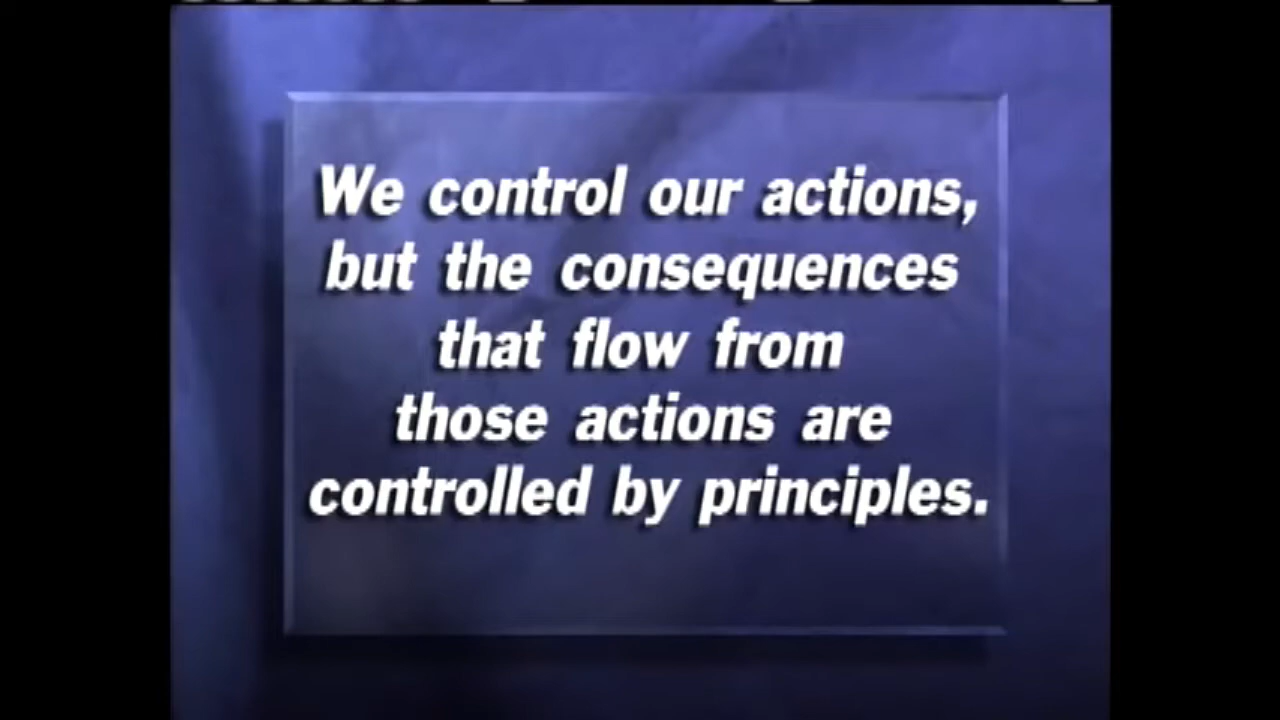 We control our actions,
but the consequences
that flow from
those actions are
controlled by principles.